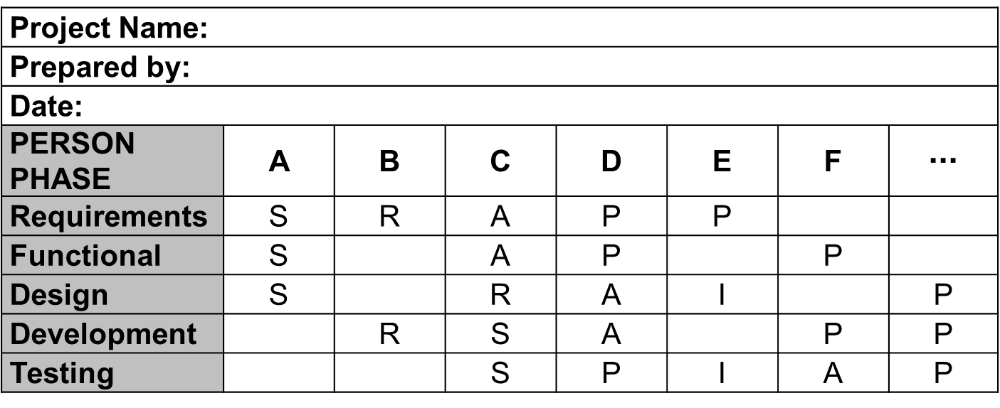 Project Name:
Prepared by:
Date:
PERSON
PHASE A B C D E F ...
Requirements S R A P P
Functional S A P P
Design S R A I P
Development R S A P P
Testing S P I A P